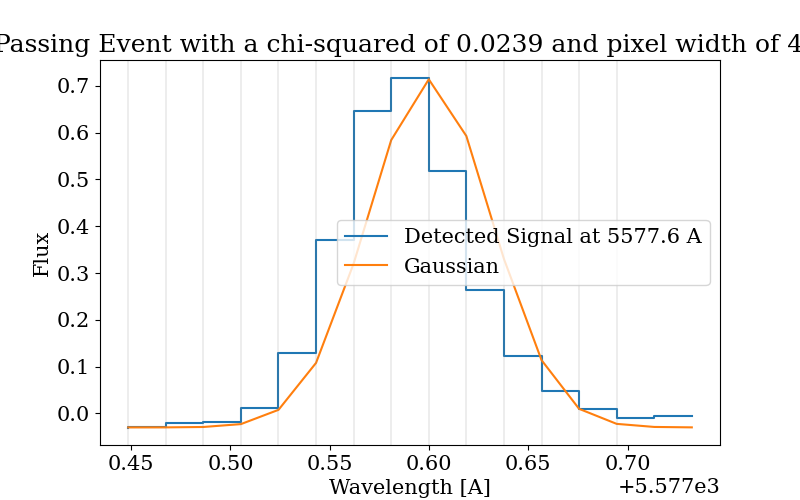 Passing Event with a chi-squared of 0.0239 and pixel width of 4
0.7
0.6
0.5
0.4
0.3
0.2
0.1
0.0
Flux
Detected Signal at 5577.6 A
Gaussian
0.45 0.50 0.55 0.60 0.65 0.70
+5.577e3
Wavelength [A]